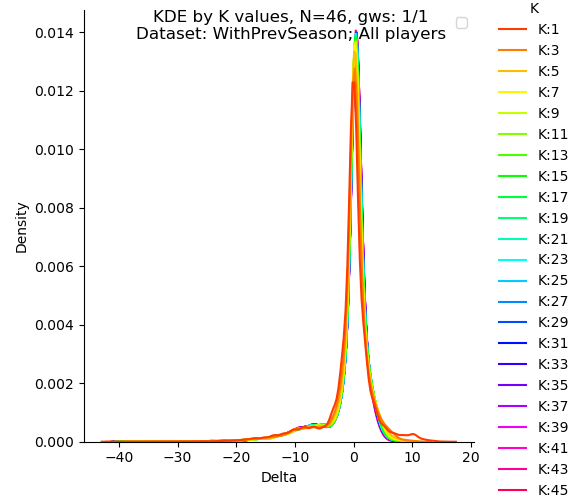 KDE by K values, N=46, gws: 1/1
Dataset: WithPrevSeason; All players
K
K:1
K:3
K:5
K:7
K:9
K:11
K:13
K:15
K:17
K:19
K:21
K:23
K:25
K:27
K:29
K:31
K:33
K:35
K:37
K:39
K:41
K:43
K:45
Density
0.014
0.012
0.010
0.008
0.006
0.004
0.002
0.000
−40 −30 −20 −10 0 10 20
Delta